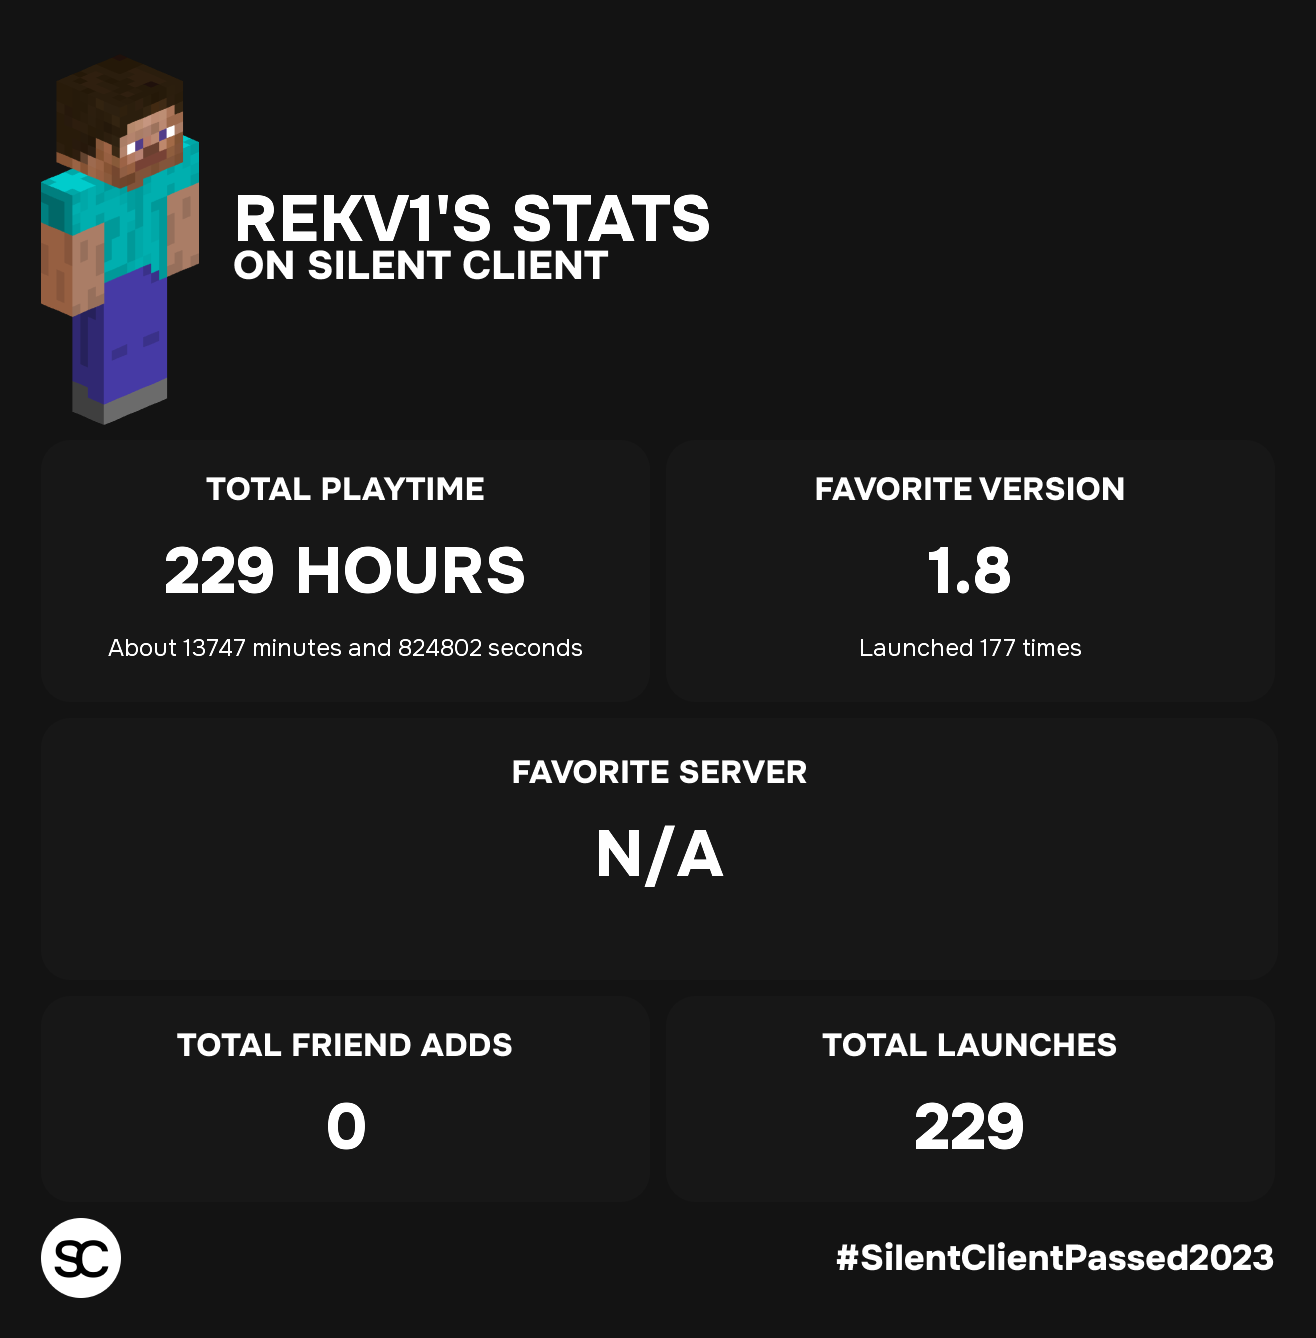 REKV1'S STATS
ON SILENT CLIENT
TOTAL PLAYTIME
229 HOURS
About 13747 minutes and 824802 seconds
FAVORITE VERSION
1.8
Launched 177 times
FAVORITE SERVER
N/A
TOTAL FRIEND ADDS
0
TOTAL LAUNCHES
229
SC
#SilentClientPassed2023